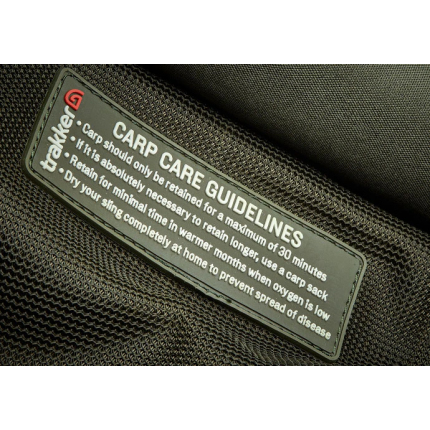 trakker
CARP CARE GUIDELINES
• Carp should only be retained for a maximum of 30 minutes
• If it is absolutely necessary to retain longer, use a carp sack
• Retain for minimal time in warmer months when oxygen is low
• Dry your sling completely at home to prevent spread of disease